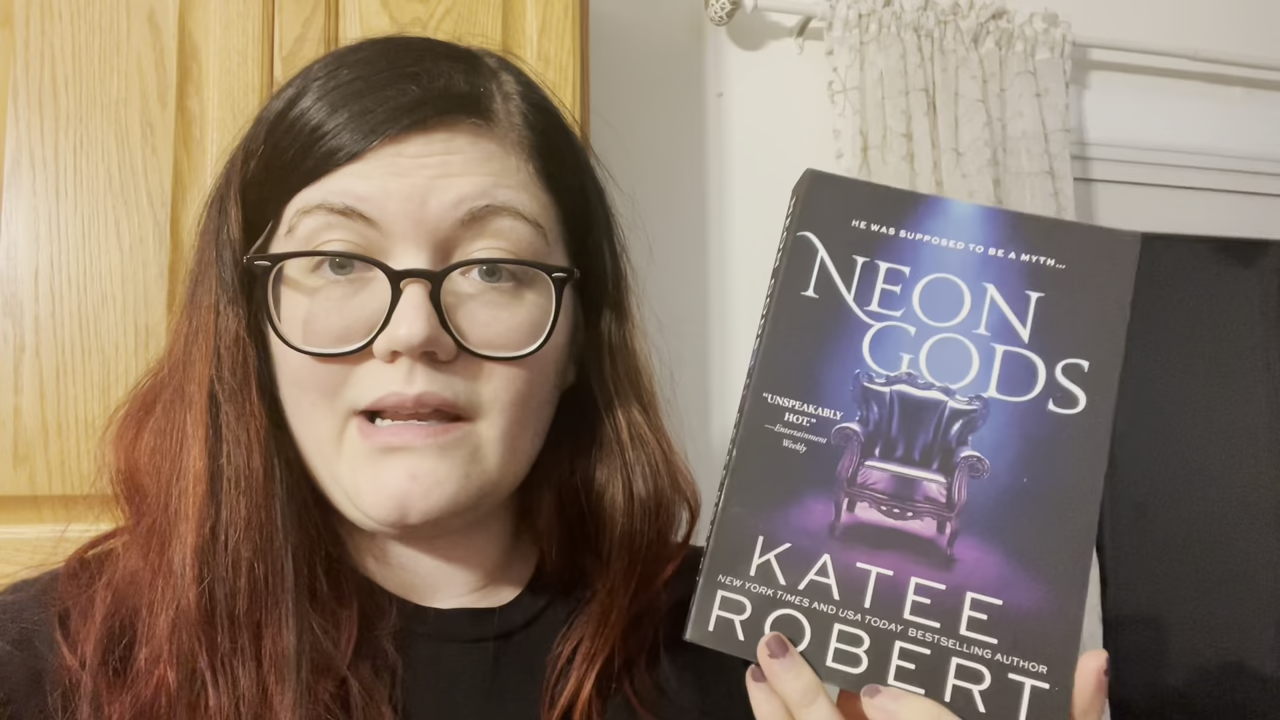 HE WAS SUPPOSED TO BE A MYTH...
NEON
GODS
"UNSPEAKABLY
HOT."
—Entertainment
Weekly
KATEE
NEW YORK TIMES AND USA TODAY BESTSELLING AUTHOR
ROBERT